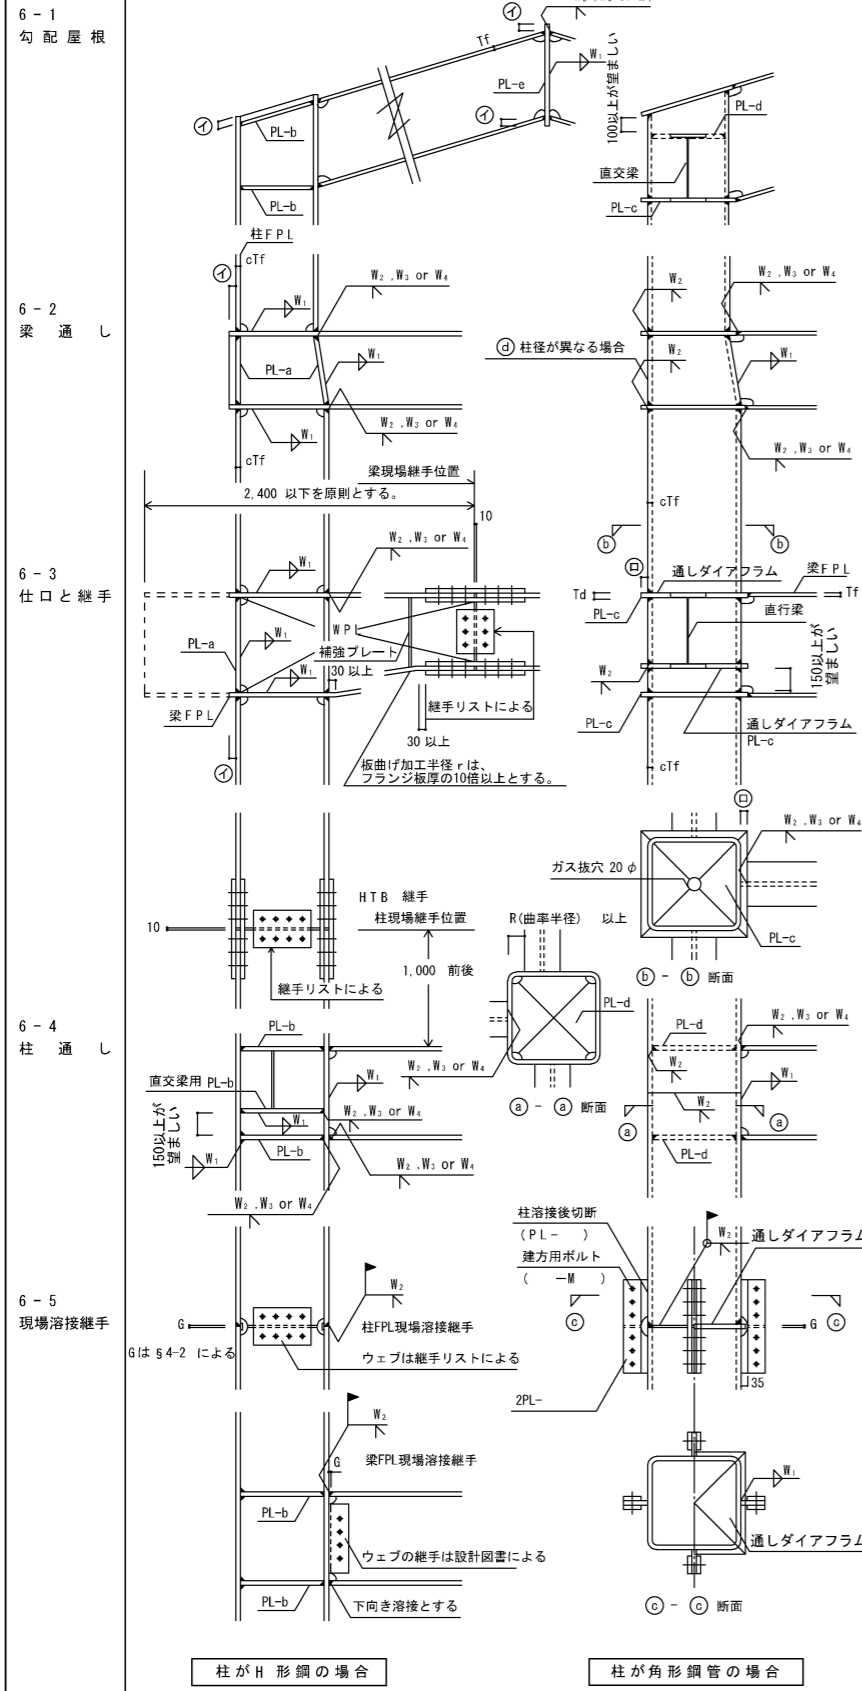 6-1
勾配屋根
イ
Tf
W₁
PL-e
100以上が望ましい
PL-d
イ
PL-b
イ
直交梁
PL-b
PL-c
柱FPL
cTf
イ
W₂,W₃ or W₄
W₂
W₂,W₃ or W₄
6-2
梁通し
W₁
ⓓ 柱径が異なる場合
W₂
W₁
PL-a
W₁
W₂,W₃ or W₄
W₁
W₂,W₃ or W₄
cTf
梁現場継手位置
2,400 以下を原則とする。
cTf
10
W₂,W₃ or W₄
ⓑ
ⓑ
6-3
仕口と継手
W₁
ロ
通しダイアフラム
梁FPL
Td
Tf
PL-c
直行梁
WPL
W₁
PL-a
補強プレート
150以上が
望ましい
W₁
30以上
W₂
梁FPL
継手リストによる
PL-c
通しダイアフラム
PL-c
30以上
イ
板曲げ加工半径rは、
フランジ板厚の10倍以上とする。
cTf
ロ
W₂,W₃ or W₄
ガス抜穴 20φ
HTB 継手
柱現場継手位置
R(曲率半径) 以上
10
PL-c
1,000 前後
ⓑ - ⓑ 断面
継手リストによる
PL-d
6-4
柱通し
PL-b
PL-d
W₂,W₃ or W₄
W₂,W₃ or W₄
W₂
直交梁用 PL-b
W₁
W₁
ⓐ - ⓐ 断面
W₂
150以上が
望ましい
W₁
W₂,W₃ or W₄
ⓐ
ⓐ
W₁
PL-b
PL-d
W₂,W₃ or W₄
W₂,W₃ or W₄
柱溶接後切断
(PL- )
W₂
通しダイアフラム
建方用ボルト
( -M )
6-5
現場溶接継手
W₂
ⓒ
ⓒ
G
柱FPL現場溶接継手
G
Gは§4-2 による
ウェブは継手リストによる
35
2PL-
W₂
G
梁FPL現場溶接継手
W₁
PL-b
ウェブの継手は設計図書による
通しダイアフラム
PL-b
下向き溶接とする
ⓒ - ⓒ 断面
柱がH形鋼の場合
柱が角形鋼管の場合